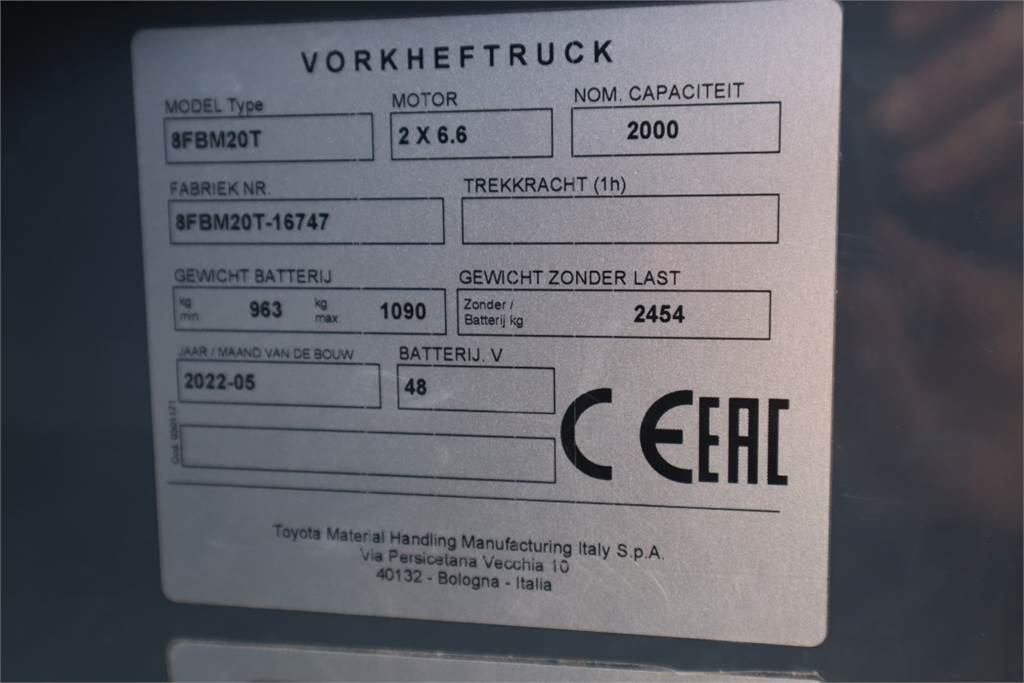 VORKHEFTRUCK
MODEL Type MOTOR NOM. CAPACITEIT
8FBM20T 2 X 6.6 2000
FABRIEK NR. TREKKRACHT (1h)
8FBM20T-16747
GEWICHT BATTERIJ GEWICHT ZONDER LAST
kg min. 963 kg max 1090 Zonder / Batterij kg 2454
JAAR / MAAND VAN DE BOUW BATTERIJ. V
2022-05 48
CE EAC
Toyota Material Handling Manufacturing Italy S.p.A.
Via Persicetana Vecchia 10
40132 - Bologna - Italia